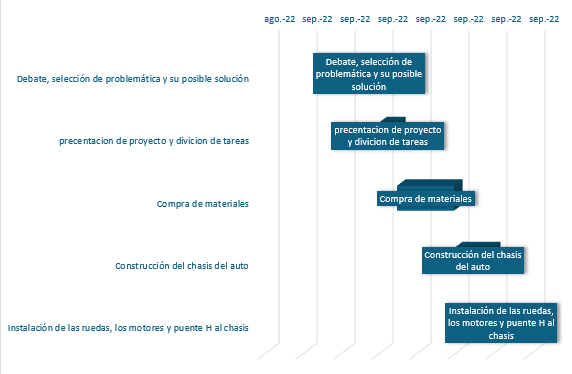 ago.-22 sep.-22 sep.-22 sep.-22 sep.-22 sep.-22 sep.-22 sep.-22
Debate, selección de problemática y su posible solución
Debate, selección de
problemática y su posible
solución
precentacion de proyecto y divicion de tareas
precentacion de proyecto
y divicion de tareas
Compra de materiales
Compra de materiales
Construcción del chasis del auto
Construcción del chasis
del auto
Instalación de las ruedas, los motores y puente H al chasis
Instalación de las ruedas,
los motores y puente H al
chasis